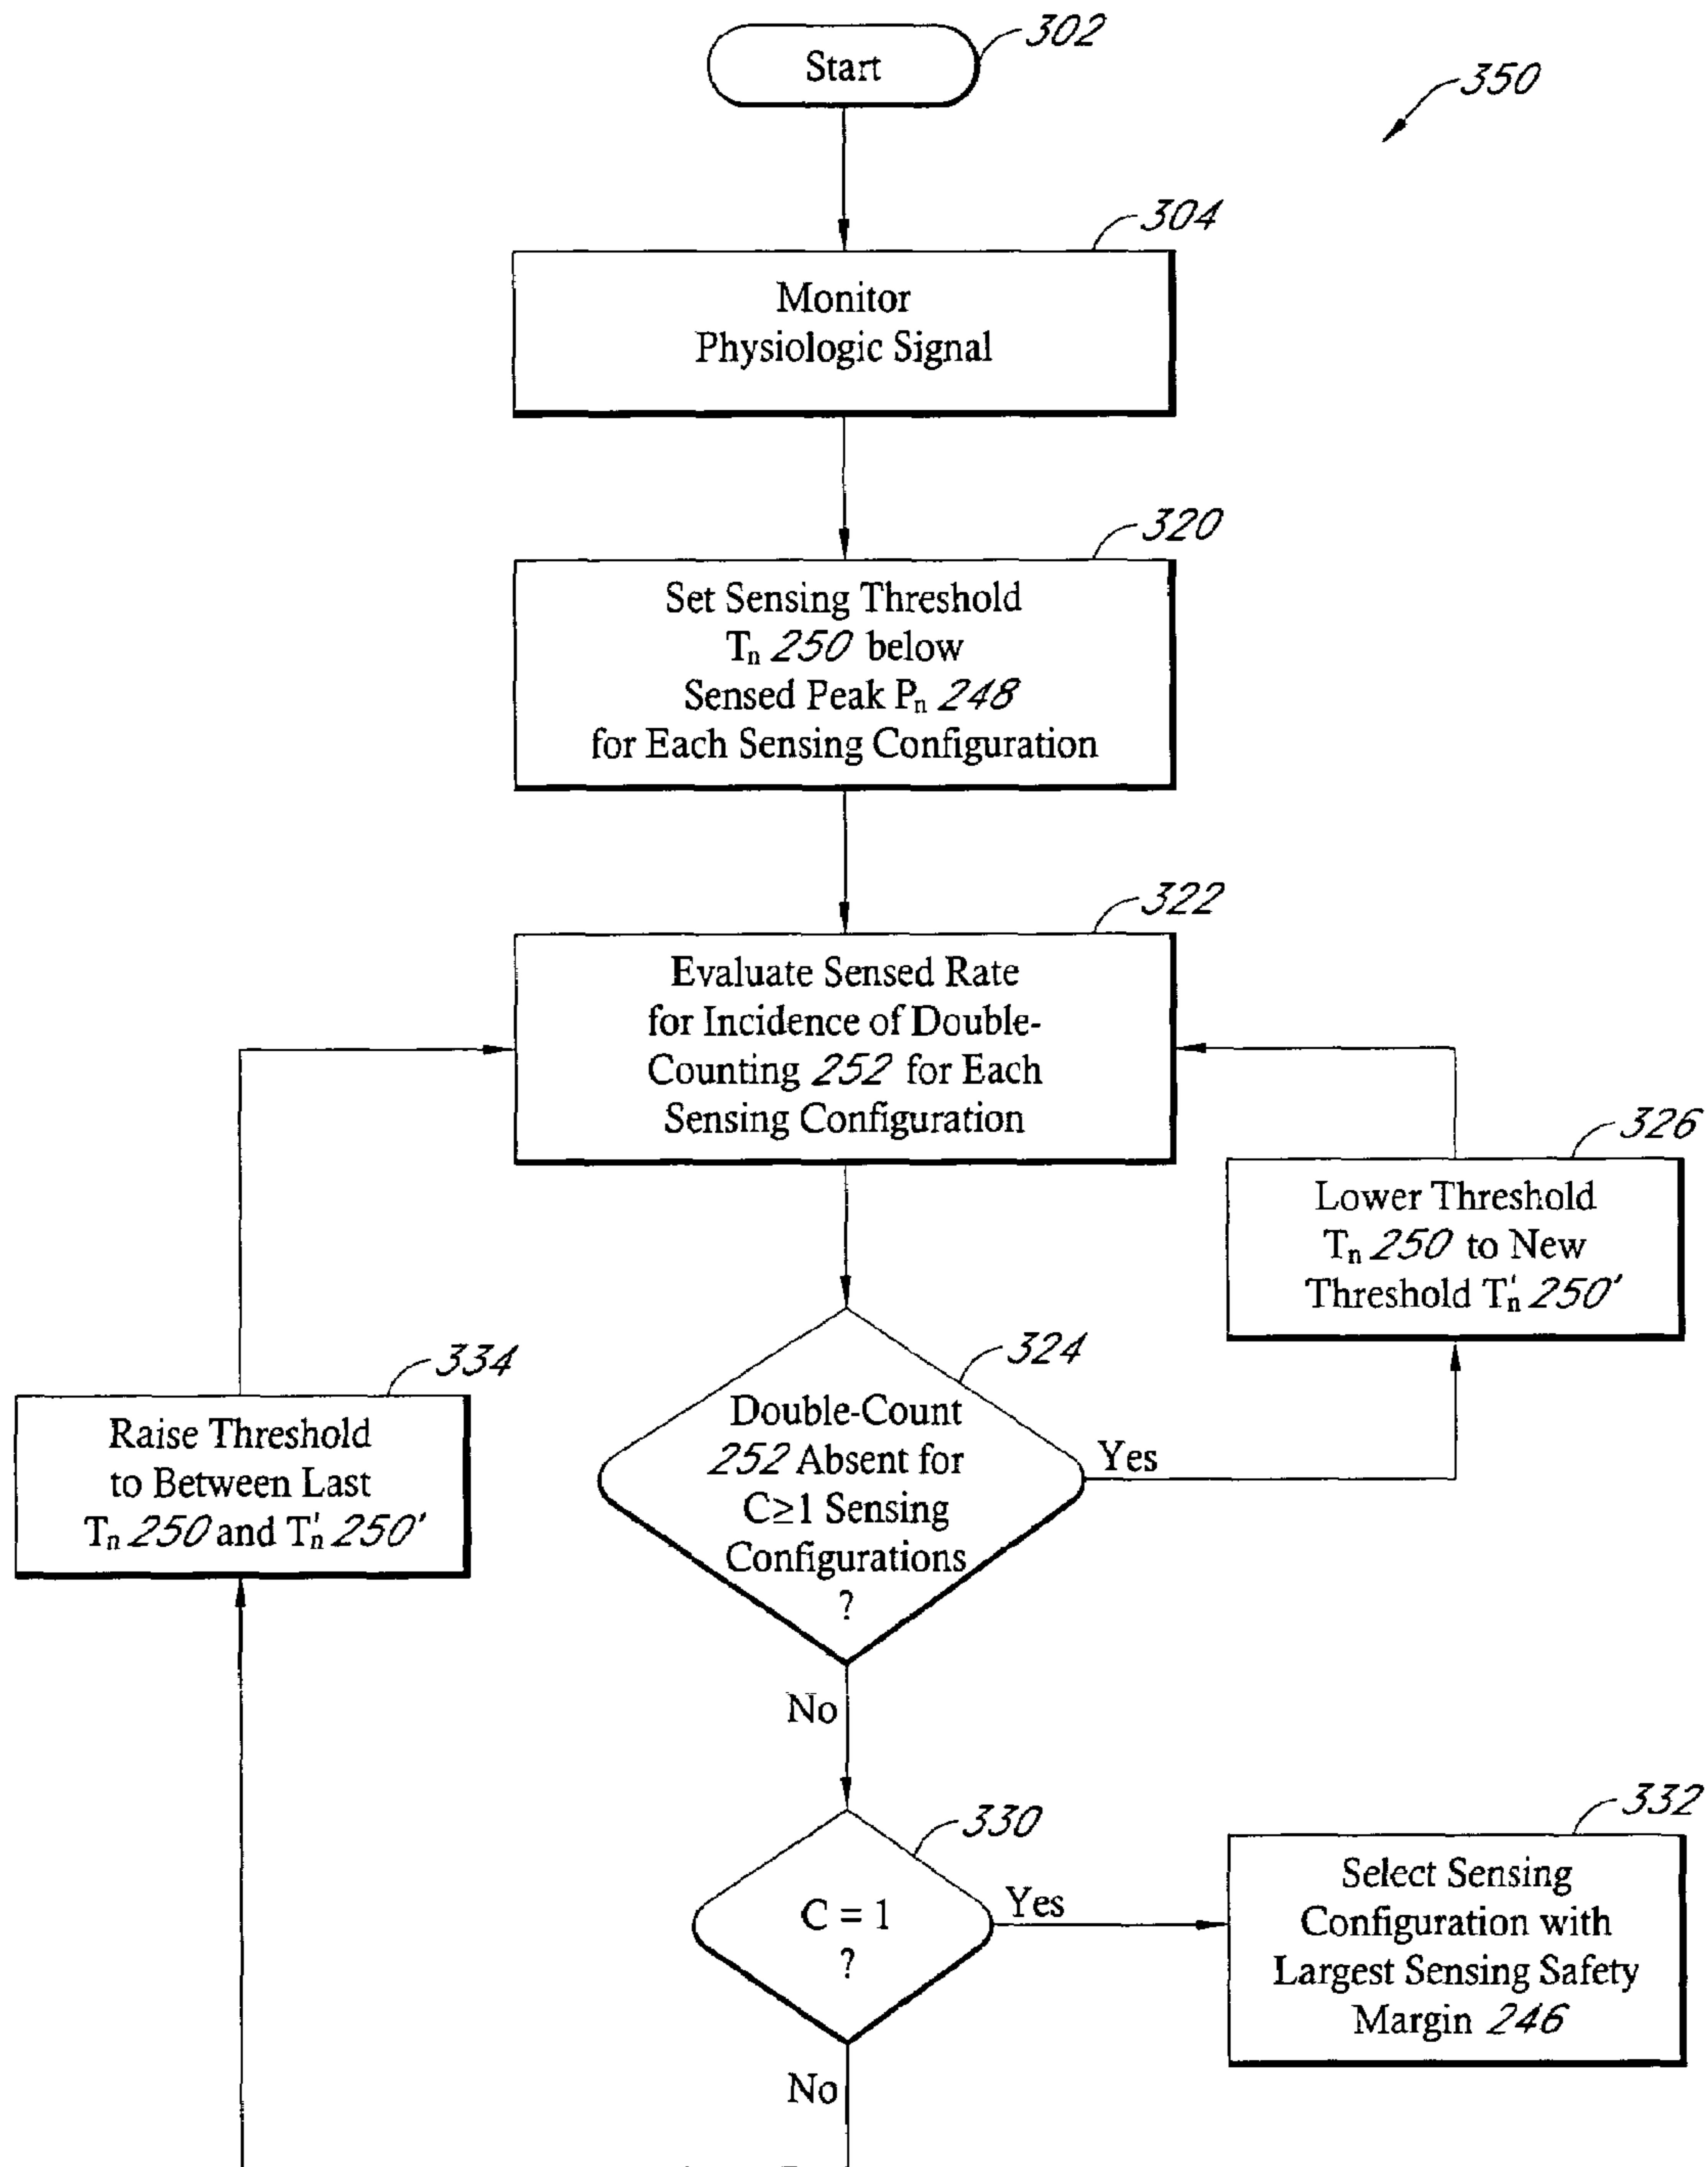 302
Start
350
304
Monitor
Physiologic Signal
320
Set Sensing Threshold
Tn 250 below
Sensed Peak Pn 248
for Each Sensing Configuration
322
Evaluate Sensed Rate
for Incidence of Double-
Counting 252 for Each
Sensing Configuration
326
Lower Threshold
Tn 250 to New
Threshold T'n 250'
324
Double-Count
252 Absent for
C≥1 Sensing
Configurations
?
Yes
334
Raise Threshold
to Between Last
Tn 250 and T'n 250'
No
330
C = 1
?
Yes
332
Select Sensing
Configuration with
Largest Sensing Safety
Margin 246
No